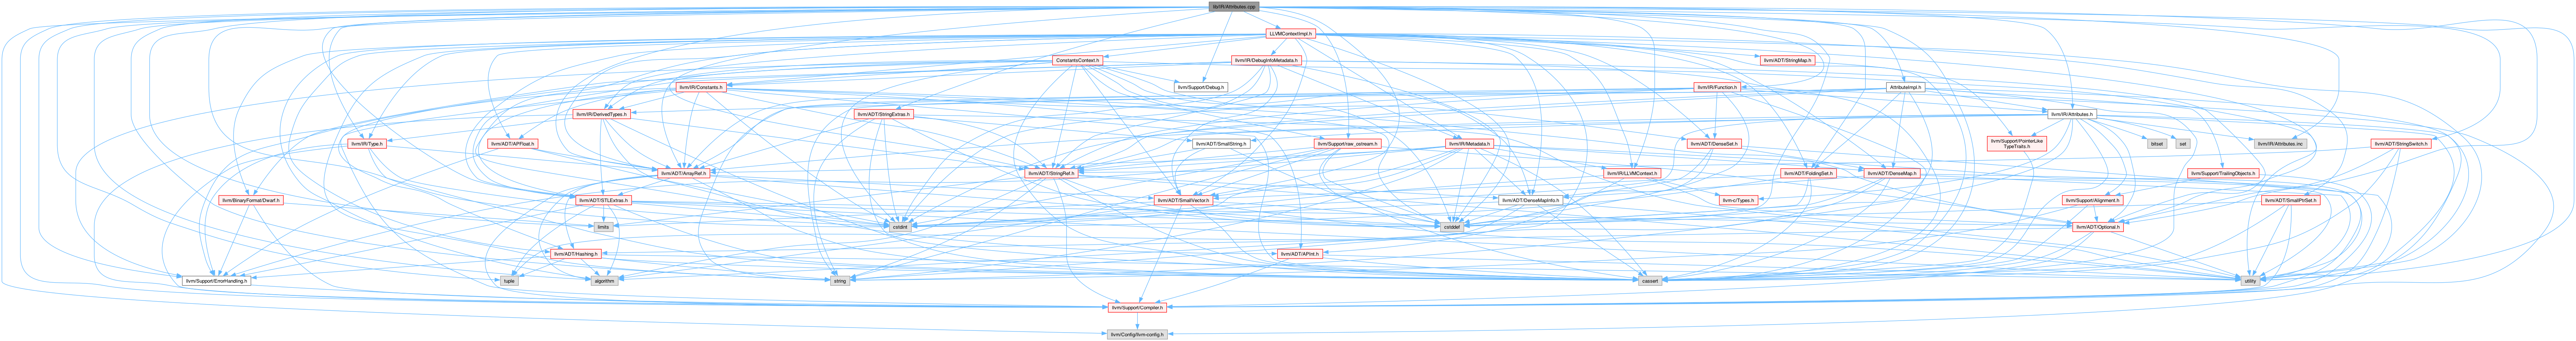 lib/IR/Attributes.cpp
LLVMContextImpl.h
ConstantsContext.h
llvm/IR/DebugInfoMetadata.h
llvm/ADT/StringMap.h
llvm/IR/Constants.h
llvm/Support/Debug.h
llvm/IR/Function.h
AttributeImpl.h
llvm/IR/DerivedTypes.h
llvm/ADT/StringExtras.h
llvm/IR/Attributes.h
llvm/IR/Type.h
llvm/ADT/APFloat.h
llvm/ADT/SmallString.h
llvm/Support/raw_ostream.h
llvm/IR/Metadata.h
llvm/ADT/DenseSet.h
llvm/Support/PointerLike
TypeTraits.h
bitset
set
llvm/IR/Attributes.inc
llvm/ADT/StringSwitch.h
llvm/ADT/ArrayRef.h
llvm/ADT/StringRef.h
llvm/IR/LLVMContext.h
llvm/ADT/FoldingSet.h
llvm/ADT/DenseMap.h
llvm/Support/TrailingObjects.h
llvm/BinaryFormat/Dwarf.h
llvm/ADT/STLExtras.h
llvm/ADT/SmallVector.h
llvm/ADT/DenseMapInfo.h
llvm-c/Types.h
llvm/Support/Alignment.h
llvm/ADT/SmallPtrSet.h
limits
cstdint
cstddef
llvm/ADT/Optional.h
llvm/ADT/Hashing.h
llvm/ADT/APInt.h
llvm/Support/ErrorHandling.h
tuple
algorithm
string
cassert
utility
llvm/Support/Compiler.h
llvm/Config/llvm-config.h